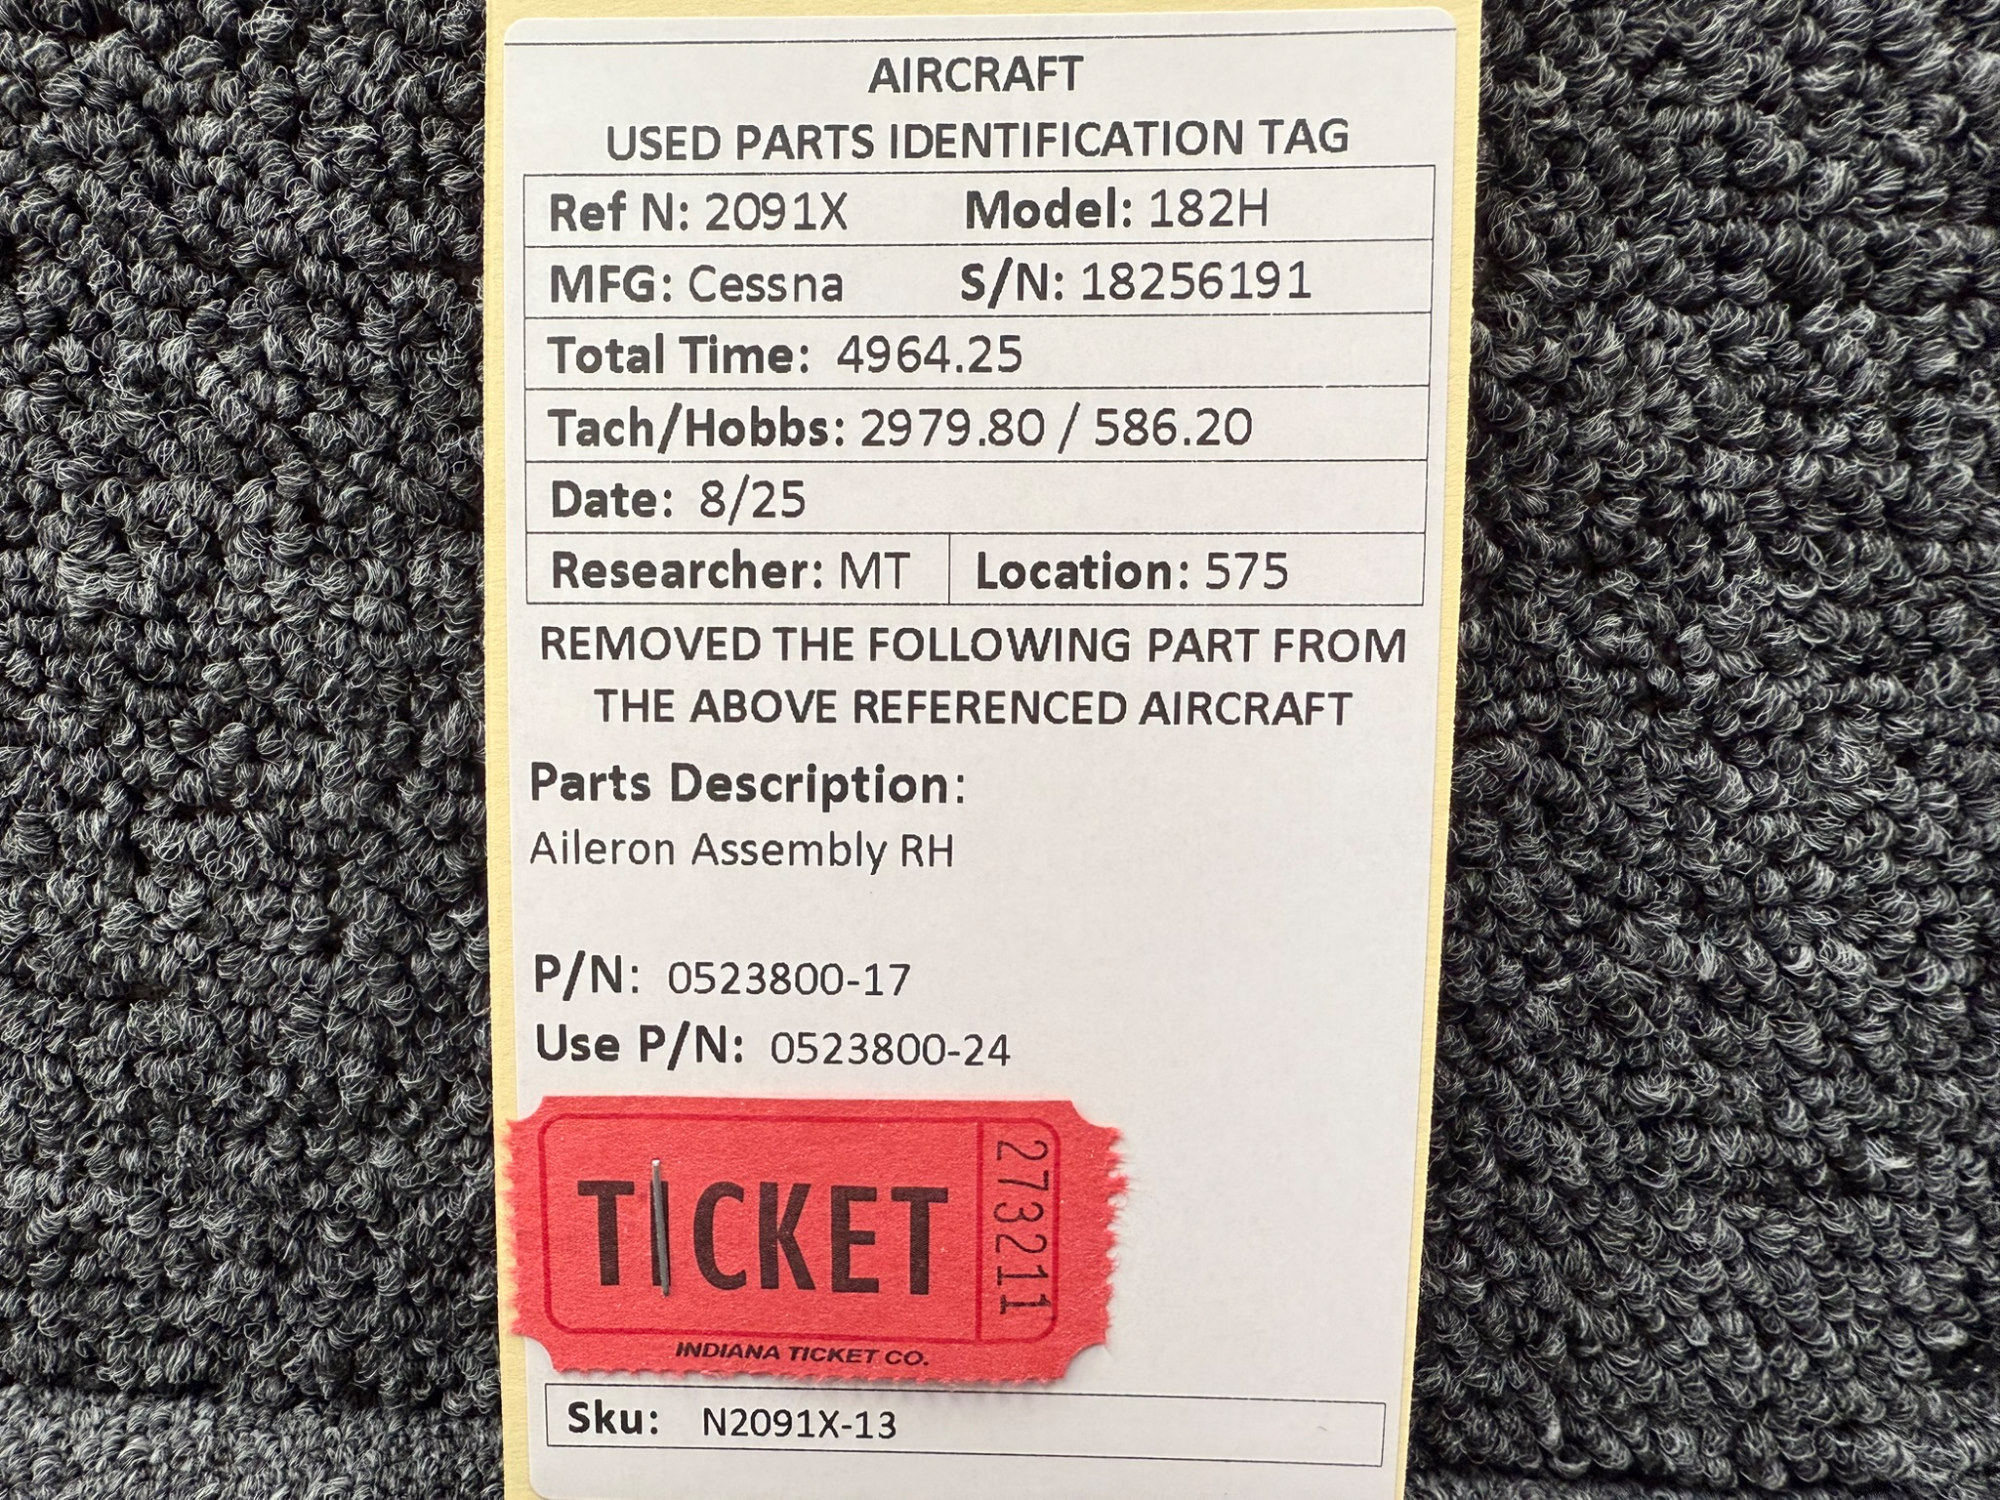 AIRCRAFT
USED PARTS IDENTIFICATION TAG
Ref N: 2091X Model: 182H
MFG: Cessna S/N: 18256191
Total Time: 4964.25
Tach/Hobbs: 2979.80 / 586.20
Date: 8/25
Researcher: MT Location: 575
REMOVED THE FOLLOWING PART FROM
THE ABOVE REFERENCED AIRCRAFT
Parts Description:
Aileron Assembly RH
P/N: 0523800-17
Use P/N: 0523800-24
TICKET
273211
INDIANA TICKET CO.
Sku: N2091X-13